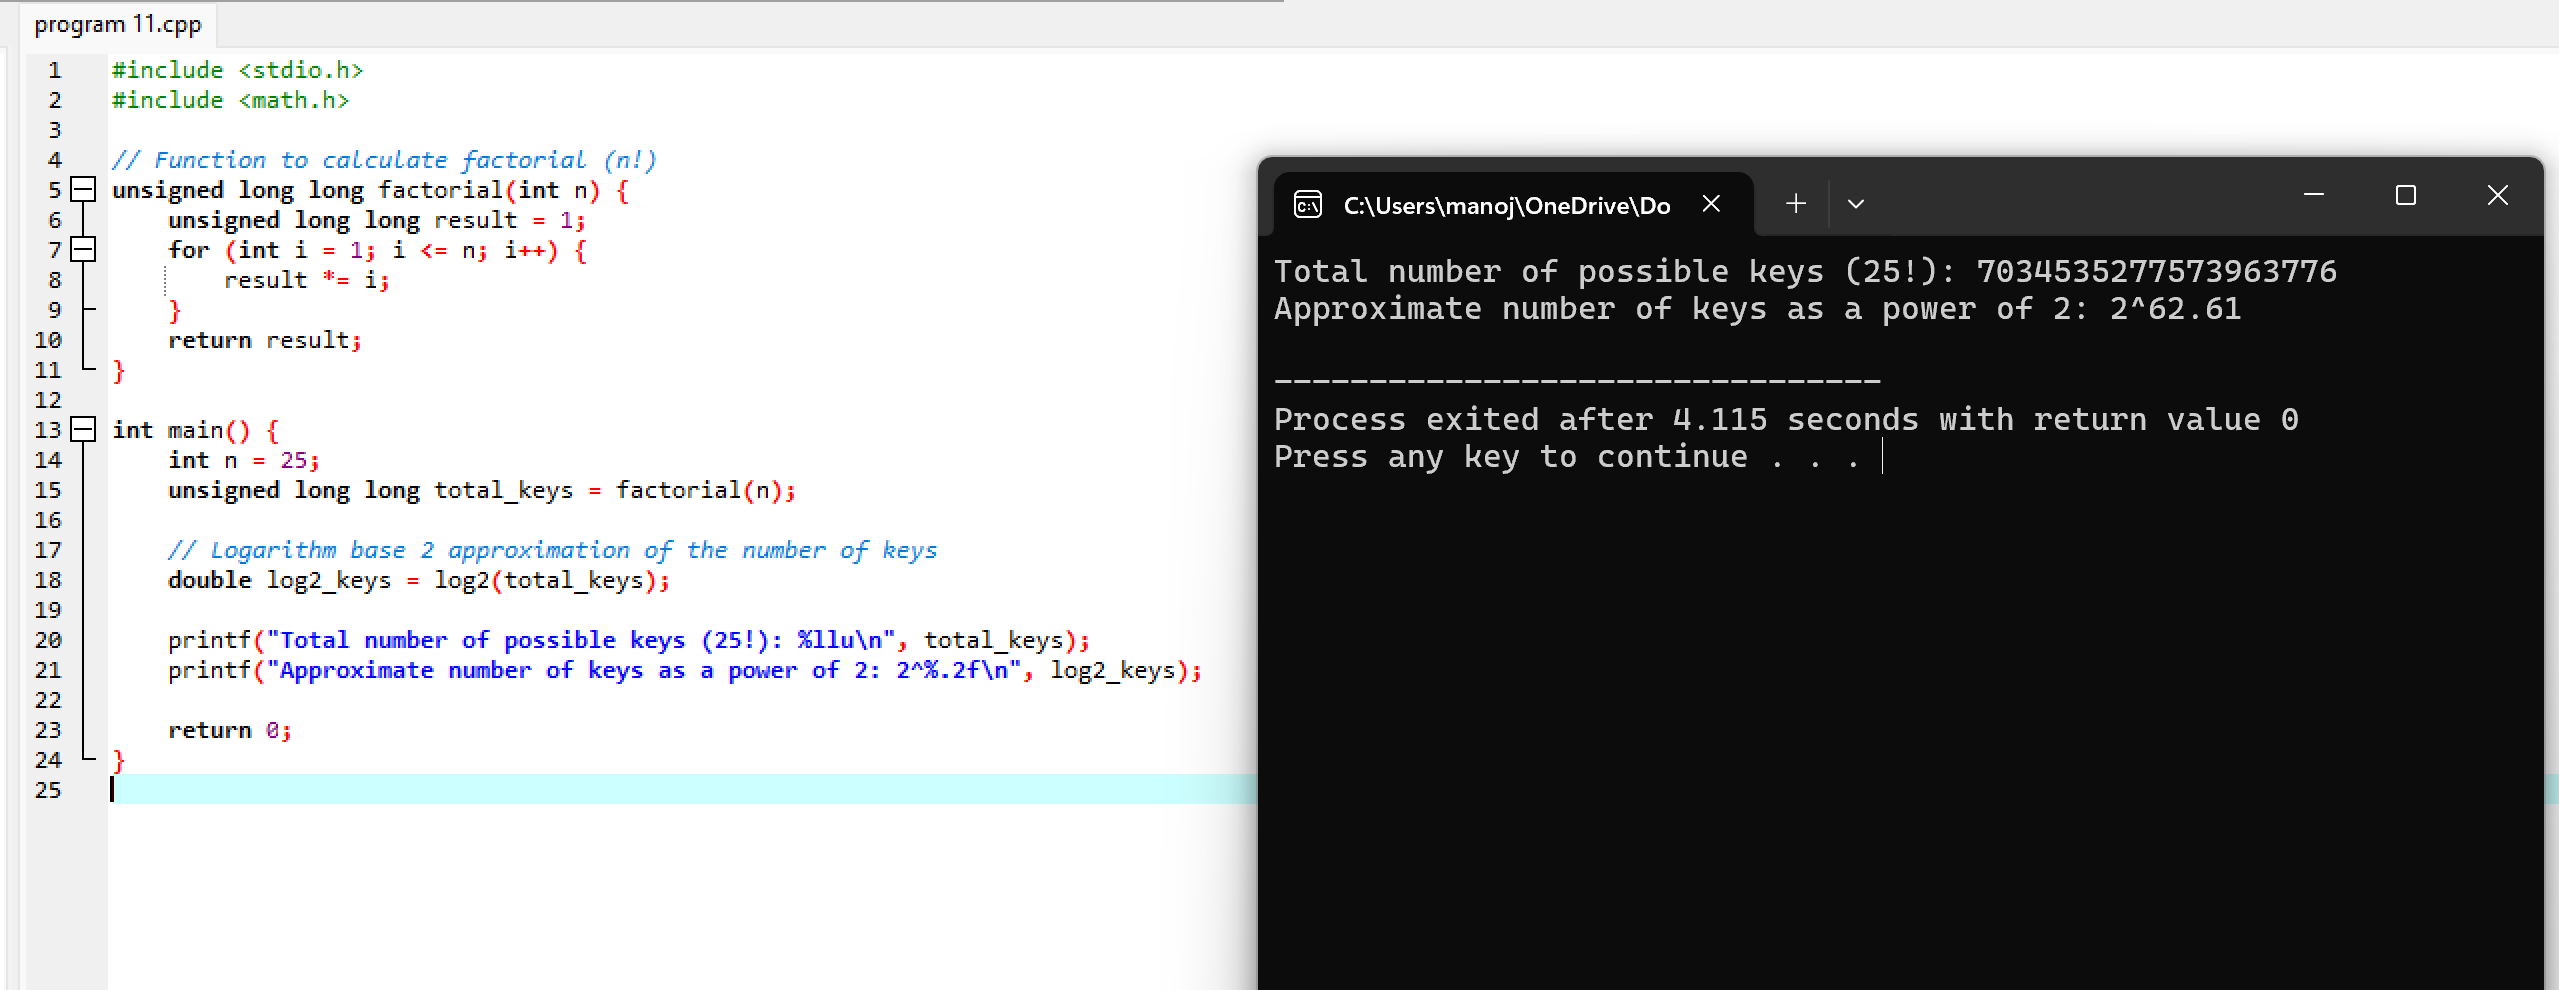 program 11.cpp
1 #include <stdio.h>
2 #include <math.h>
3
4 // Function to calculate factorial (n!)
5 unsigned long long factorial(int n) {
6     unsigned long long result = 1;
7     for (int i = 1; i <= n; i++) {
8         result *= i;
9     }
10     return result;
11 }
12
13 int main() {
14     int n = 25;
15     unsigned long long total_keys = factorial(n);
16
17     // Logarithm base 2 approximation of the number of keys
18     double log2_keys = log2(total_keys);
19
20     printf("Total number of possible keys (25!): %llu\n", total_keys);
21     printf("Approximate number of keys as a power of 2: 2^%.2f\n", log2_keys);
22
23     return 0;
24 }
25
C:\Users\manoj\OneDrive\Do
Total number of possible keys (25!): 7034535277573963776
Approximate number of keys as a power of 2: 2^62.61
--------------------------------
Process exited after 4.115 seconds with return value 0
Press any key to continue . . .